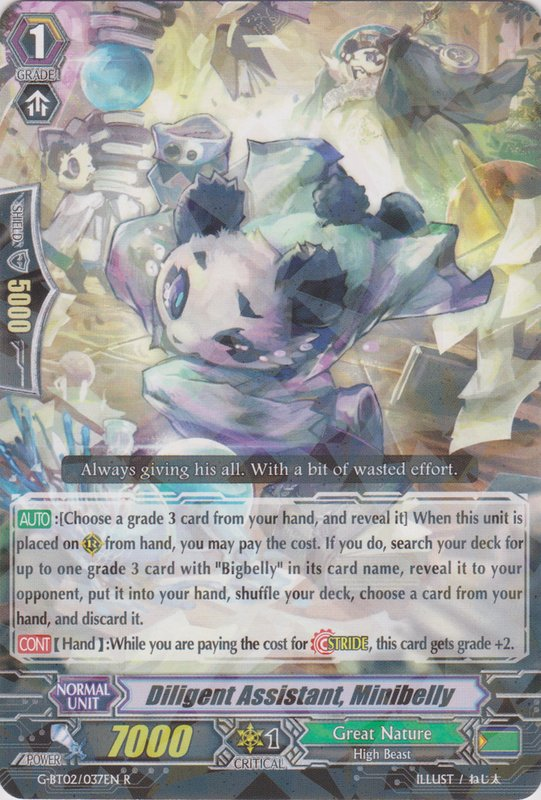 1
GRADE
SHIELD
5000
Always giving his all. With a bit of wasted effort.
AUTO:[Choose a grade 3 card from your hand, and reveal it] When this unit is
placed on from hand, you may pay the cost. If you do, search your deck for
up to one grade 3 card with "Bigbelly" in its card name, reveal it to your
opponent, put it into your hand, shuffle your deck, choose a card from your
hand, and discard it.
CONT【Hand】:While you are paying the cost for STRIDE, this card gets grade +2.
NORMAL
UNIT
Diligent Assistant, Minibelly
POWER
7000
1
CRITICAL
Great Nature
High Beast
G-BT02/037EN R
ILLUST / ねじ太